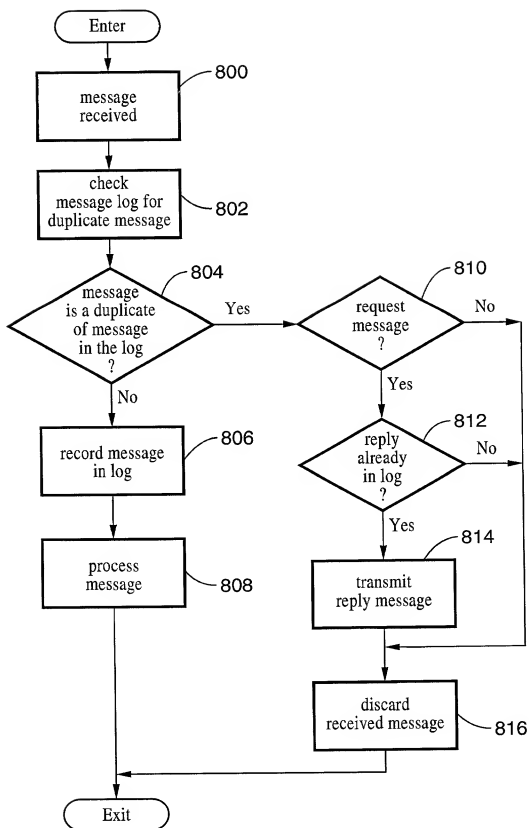 Enter
800
message
received
check
message log for
duplicate message
802
804
message
is a duplicate
of message
in the log
?
Yes
No
810
request
message
?
No
Yes
812
reply
already
in log
?
No
Yes
806
record message
in log
process
message
808
814
transmit
reply message
discard
received message
816
Exit